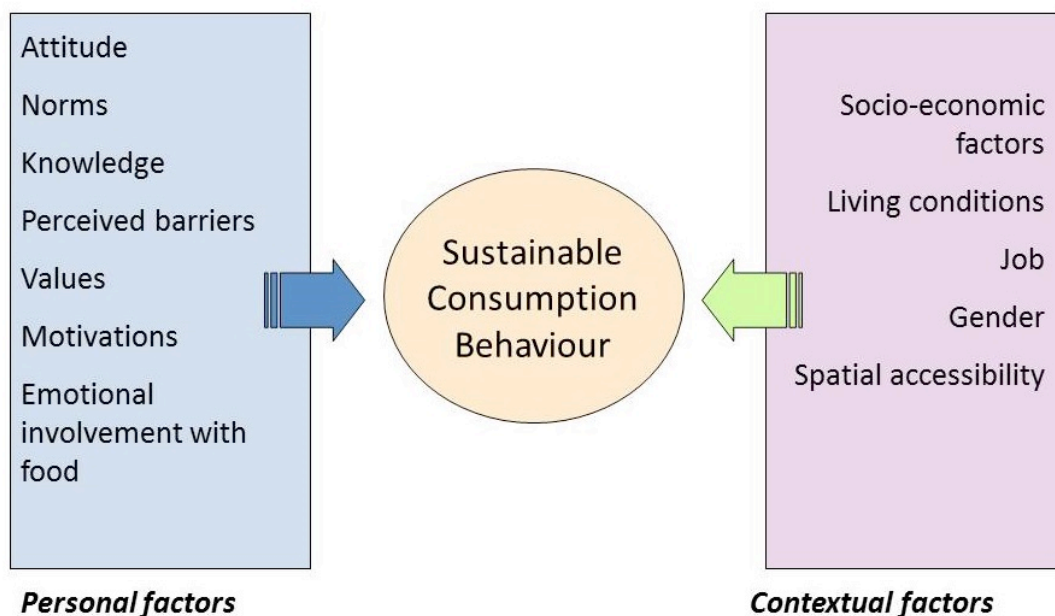 Attitude
Norms
Knowledge
Perceived barriers
Values
Motivations
Emotional
involvement with
food
Personal factors
Sustainable
Consumption
Behaviour
Socio-economic
factors
Living conditions
Job
Gender
Spatial accessibility
Contextual factors